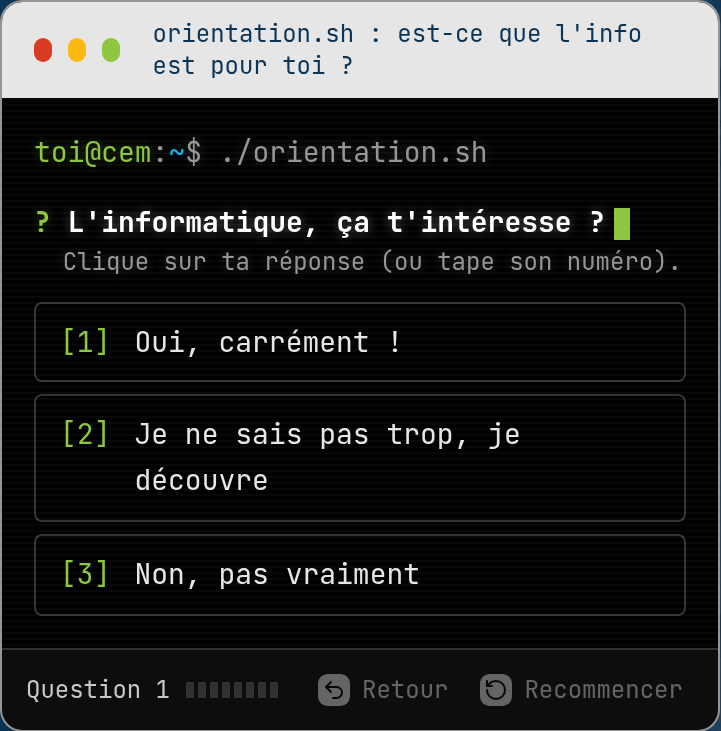 orientation.sh : est-ce que l'info
est pour toi ?
toi@cem:~$ ./orientation.sh
? L'informatique, ça t'intéresse ?
Clique sur ta réponse (ou tape son numéro).
[1] Oui, carrément !
[2] Je ne sais pas trop, je
découvre
[3] Non, pas vraiment
Question 1 Retour Recommencer